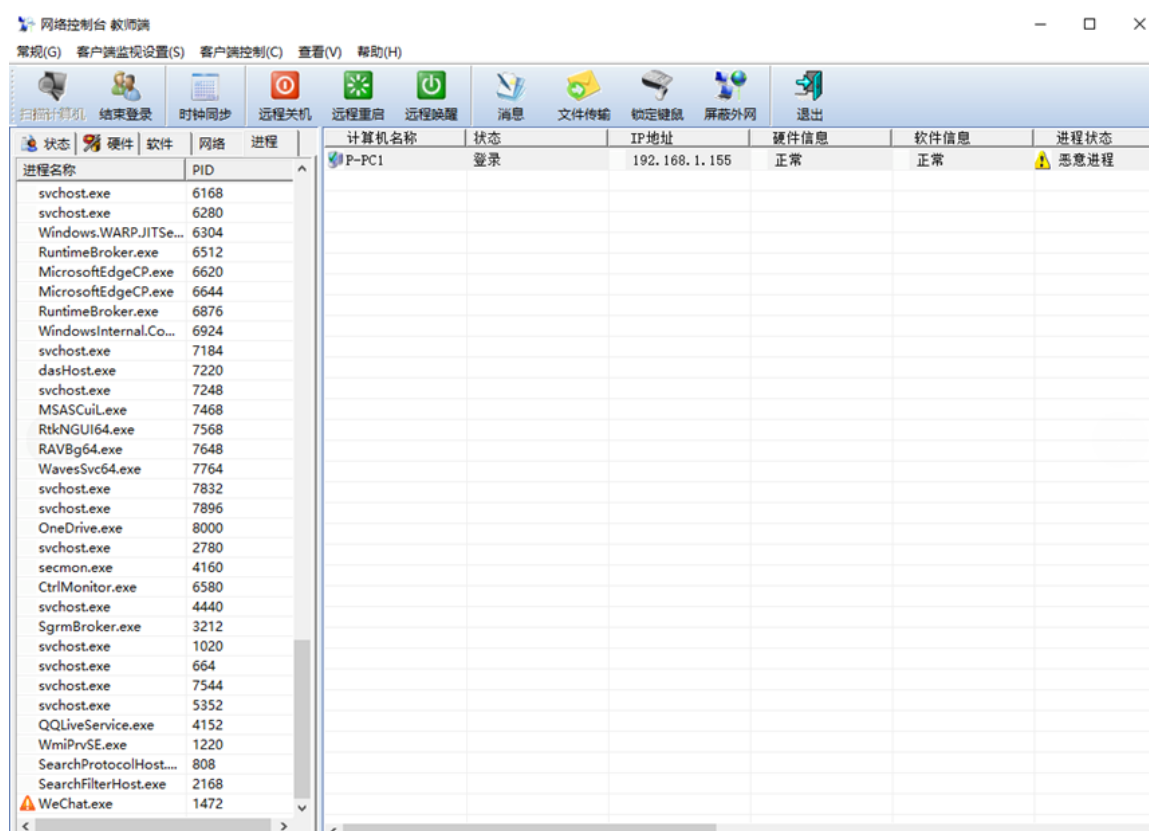 网络控制台 教师端
常规(G) 客户端监视设置(S) 客户端控制(C) 查看(V) 帮助(H)
扫描计算机 结束登录 时钟同步 远程关机 远程重启 远程唤醒 消息 文件传输 锁定键鼠 屏蔽外网 退出
状态 硬件 软件 网络 进程
进程名称 PID
svchost.exe 6168
svchost.exe 6280
Windows.WARP.JITSe... 6304
RuntimeBroker.exe 6512
MicrosoftEdgeCP.exe 6620
MicrosoftEdgeCP.exe 6644
RuntimeBroker.exe 6876
WindowsInternal.Co... 6924
svchost.exe 7184
dasHost.exe 7220
svchost.exe 7248
MSASCuiL.exe 7468
RtkNGUI64.exe 7568
RAVBg64.exe 7648
WavesSvc64.exe 7764
svchost.exe 7832
svchost.exe 7896
OneDrive.exe 8000
svchost.exe 2780
secmon.exe 4160
CtrlMonitor.exe 6580
svchost.exe 4440
SgrmBroker.exe 3212
svchost.exe 1020
svchost.exe 664
svchost.exe 7544
svchost.exe 5352
QQLiveService.exe 4152
WmiPrvSE.exe 1220
SearchProtocolHost.... 808
SearchFilterHost.exe 2168
WeChat.exe 1472
计算机名称 状态 IP地址 硬件信息 软件信息 进程状态
P-PC1 登录 192.168.1.155 正常 正常 恶意进程